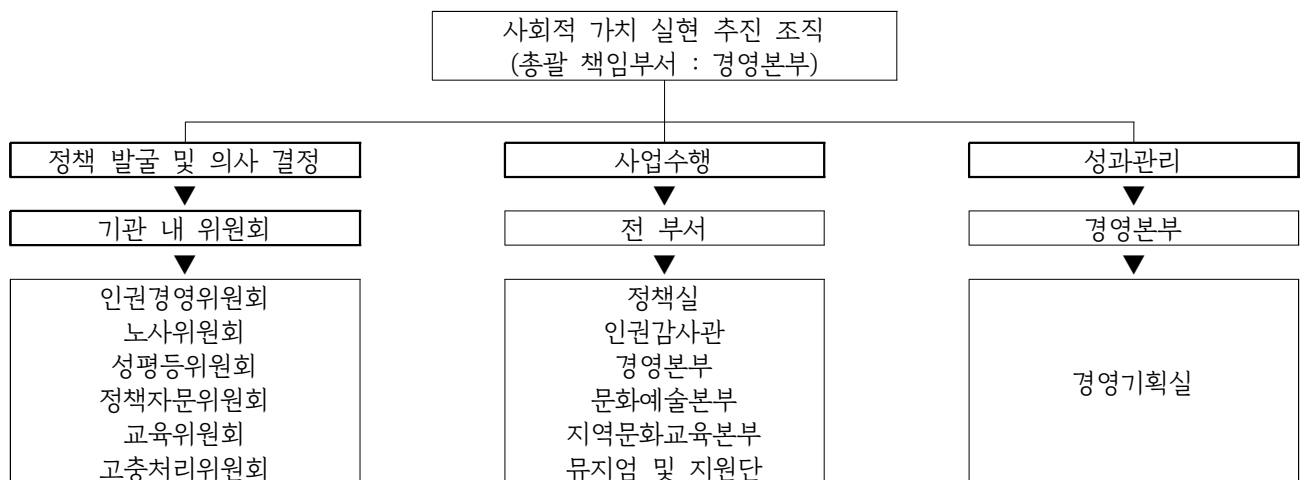 사회적 가치 실현 추진 조직
(총괄 책임부서 : 경영본부)
정책 발굴 및 의사 결정
▼
기관 내 위원회
▼
인권경영위원회
노사위원회
성평등위원회
정책자문위원회
교육위원회
고충처리위원회
사업수행
▼
전 부서
▼
정책실
인권감사관
경영본부
문화예술본부
지역문화교육본부
뮤지엄 및 지원단
성과관리
▼
경영본부
▼
경영기획실